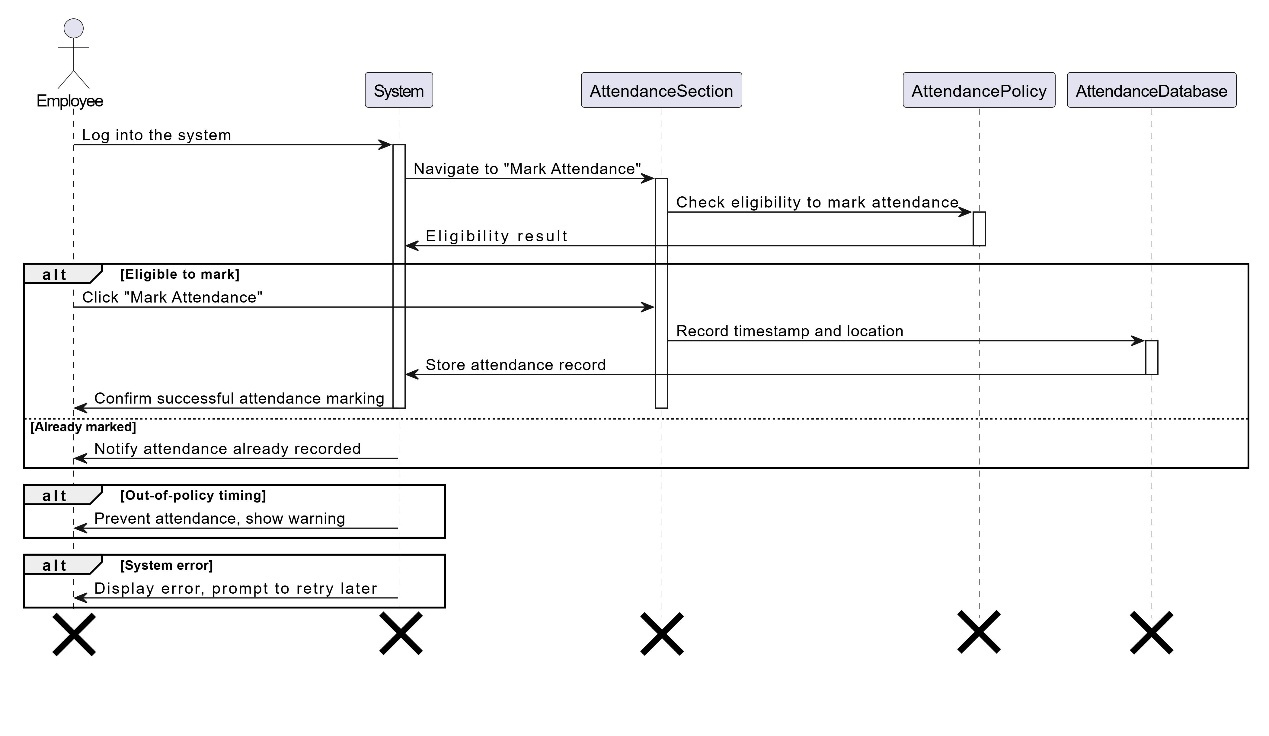 Employee
System
AttendanceSection
AttendancePolicy
AttendanceDatabase
Log into the system
Navigate to "Mark Attendance"
Check eligibility to mark attendance
Eligibility result
alt [Eligible to mark]
Click "Mark Attendance"
Record timestamp and location
Store attendance record
Confirm successful attendance marking
[Already marked]
Notify attendance already recorded
alt [Out-of-policy timing]
Prevent attendance, show warning
alt [System error]
Display error, prompt to retry later